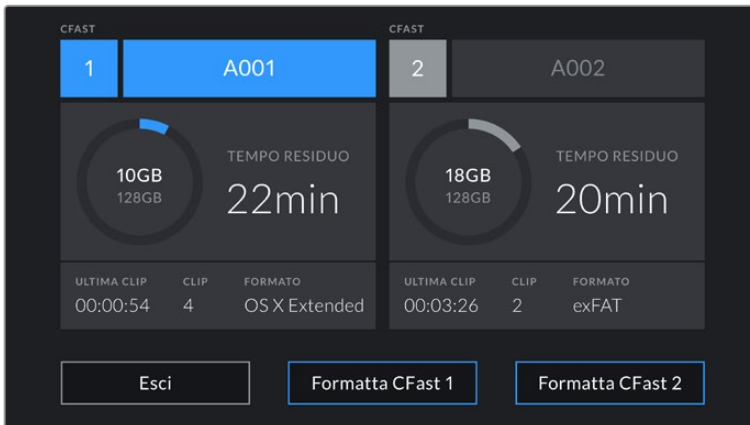 CFAST
1 A001
10GB
128GB
TEMPO RESIDUO
22min
ULTIMA CLIP CLIP FORMATO
00:00:54 4 OS X Extended
CFAST
2 A002
18GB
128GB
TEMPO RESIDUO
20min
ULTIMA CLIP CLIP FORMATO
00:03:26 2 exFAT
Esci Formatta CFast 1 Formatta CFast 2